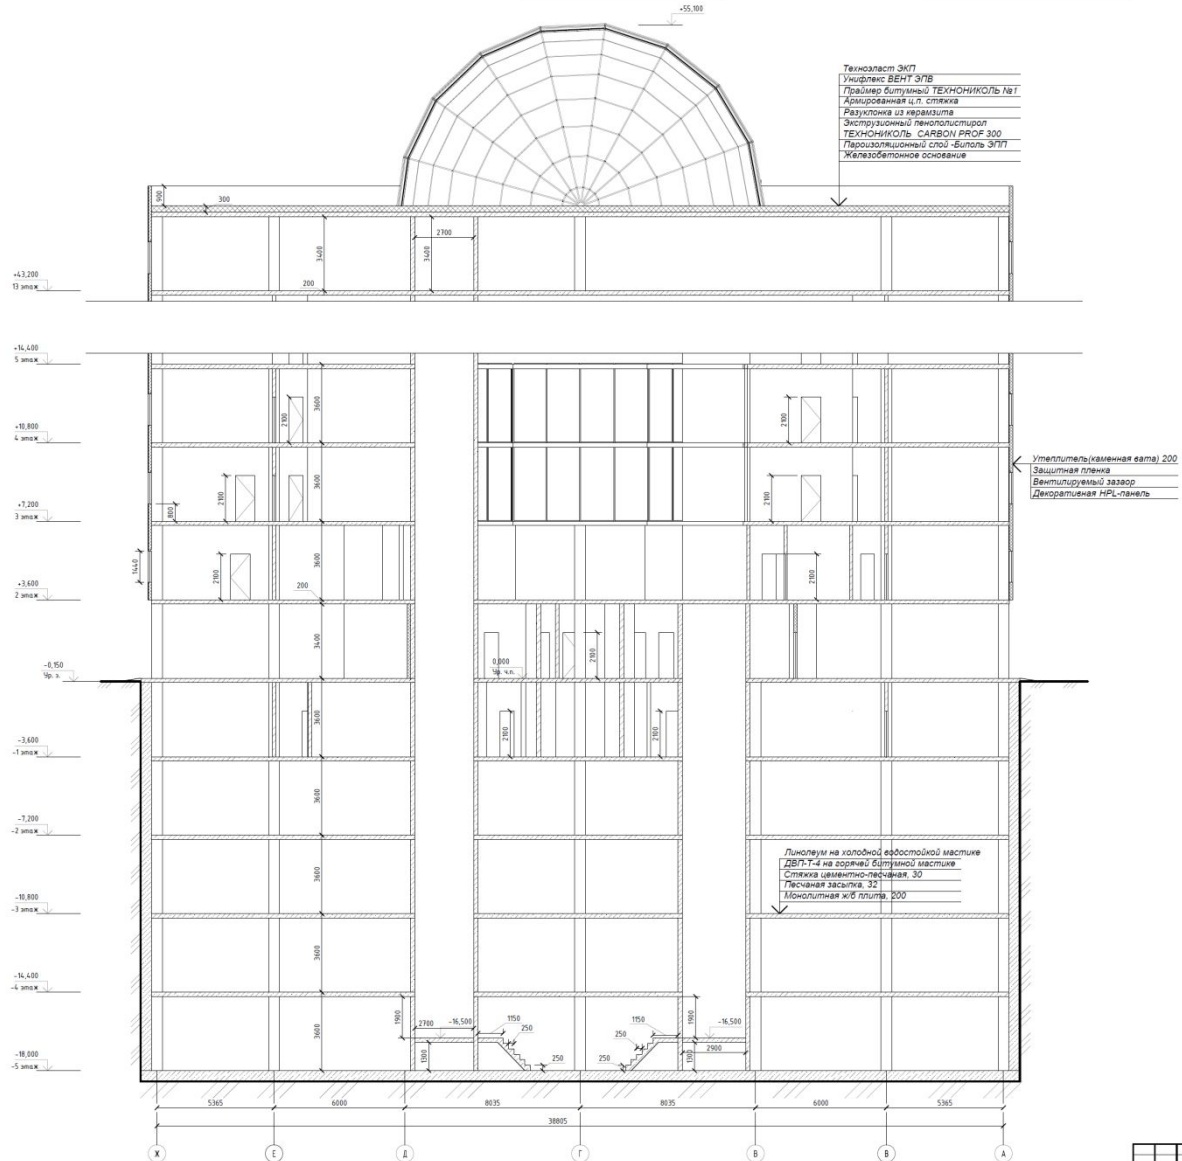 +55,100
Техноэласт ЭКП
Унифлекс ВЕНТ ЭПВ
Праймер битумный ТЕХНОНИКОЛЬ №1
Армированная ц.п. стяжка
Разуклонка из керамзита
Экструзионный пенополистирол
ТЕХНОНИКОЛЬ CARBON PROF 300
Пароизоляционный слой -Биполь ЭПП
Железобетонное основание
900
300
2700
3400
3400
+43,200
13 этаж
200
+14,400
5 этаж
3600
2100
2100
+10,800
4 этаж
Утеплитель(каменная вата) 200
Защитная пленка
Вентилируемый зазаор
Декоративная HPL-панель
2100
800
3600
2100
+7,200
3 этаж
1440
2100
3600
2100
+3,600
2 этаж
200
3400
2100
-0,150
Ур. з.
0,000
Ур. ч.п.
3600
2100
2100
-3,600
-1 этаж
3600
-7,200
-2 этаж
Линолеум на холодной водостойкой мастике
ДВП-Т-4 на горячей битумной мастике
Стяжка цементно-песчаная, 30
Песчаная засыпка, 32
Монолитная ж/б плита, 200
3600
-10,800
-3 этаж
3600
-14,400
-4 этаж
1900
2700
-16,500
1150
250
1150
250
1900
-16,500
3600
1300
250
250
1300
2900
-18,000
-5 этаж
5365
6000
8035
8035
6000
5365
38805
Ж
Е
Д
Г
В
В
А